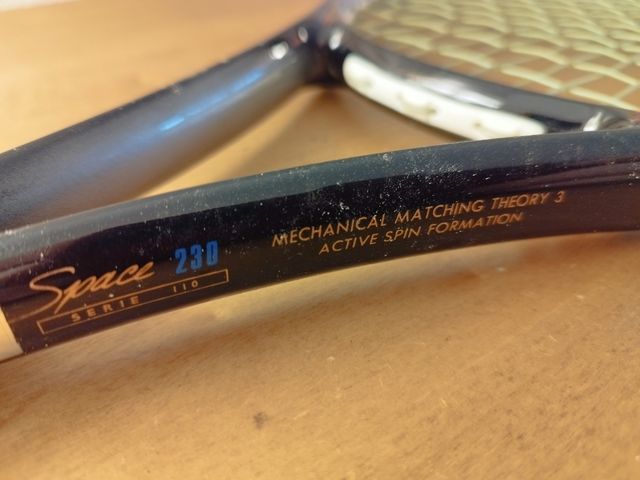 Space 230
SERIE 110
MECHANICAL MATCHING THEORY 3
ACTIVE SPIN FORMATION